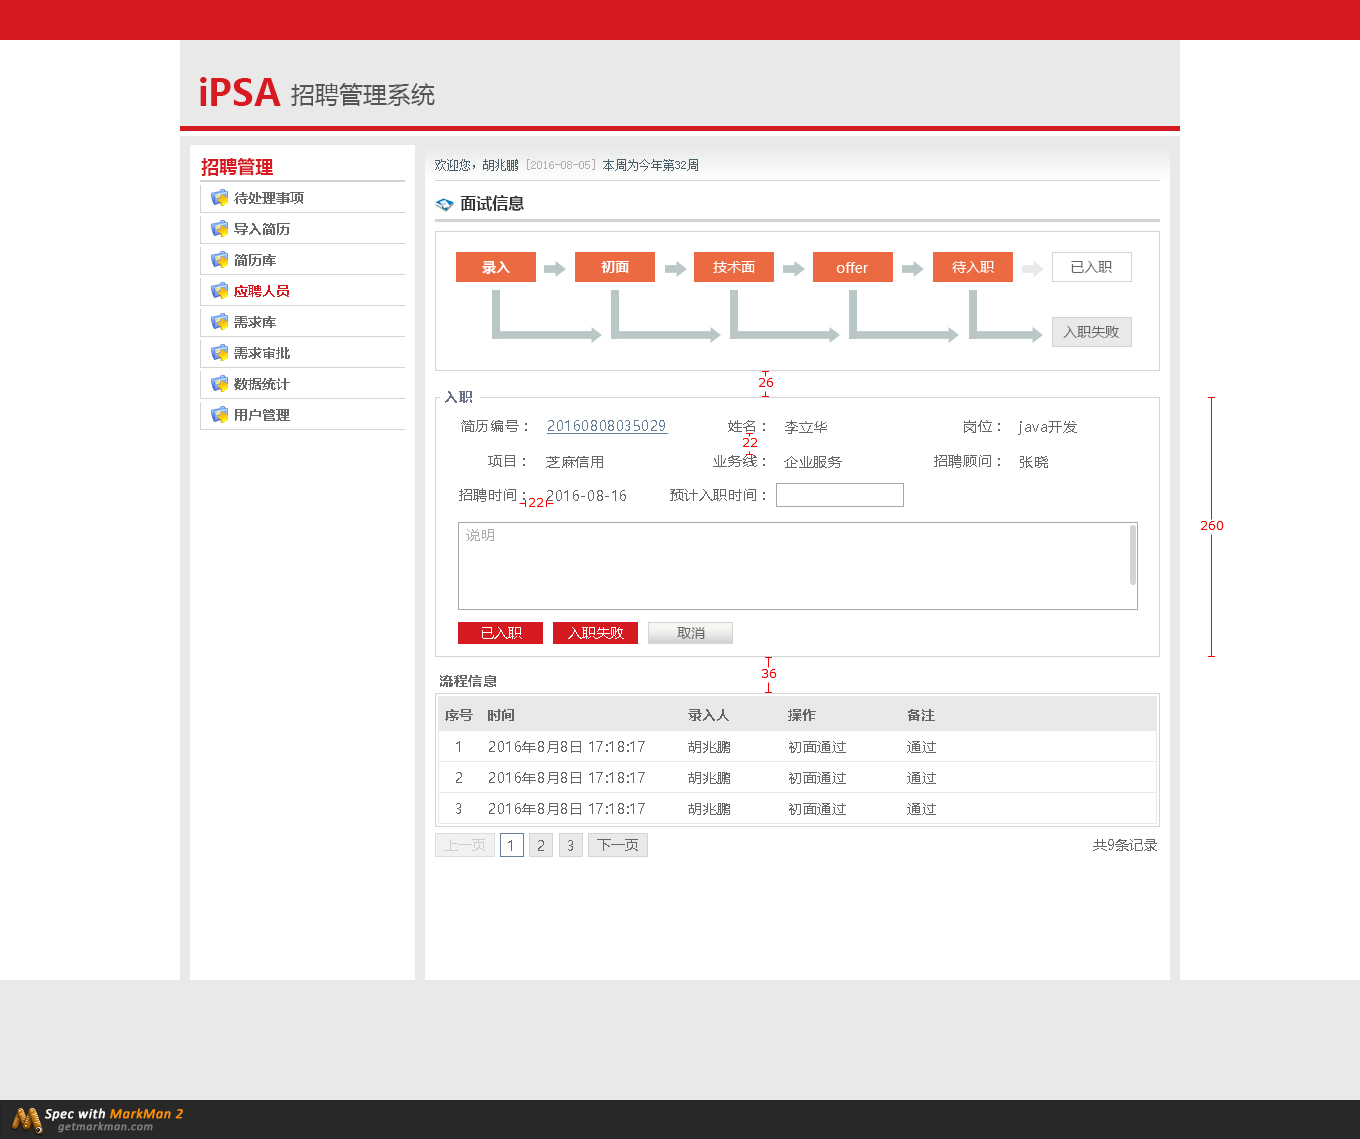 iPSA 招聘管理系统
招聘管理
待处理事项
导入简历
简历库
应聘人员
需求库
需求审批
数据统计
用户管理
欢迎您，胡兆鹏 [2016-08-05] 本周为今年第32周
面试信息
录入 初面 技术面 offer 待入职 已入职
入职失败
26
入职
简历编号： 20160808035029 姓名： 李立华 岗位： java开发
22
项目： 芝麻信用 业务线： 企业服务 招聘顾问： 张晓
招聘时间： 2016-08-16 预计入职时间：
22
260
说明
已入职 入职失败 取消
36
流程信息
序号 时间 录入人 操作 备注
1 2016年8月8日 17:18:17 胡兆鹏 初面通过 通过
2 2016年8月8日 17:18:17 胡兆鹏 初面通过 通过
3 2016年8月8日 17:18:17 胡兆鹏 初面通过 通过
上一页 1 2 3 下一页 共9条记录
Spec with MarkMan 2
getmarkman.com